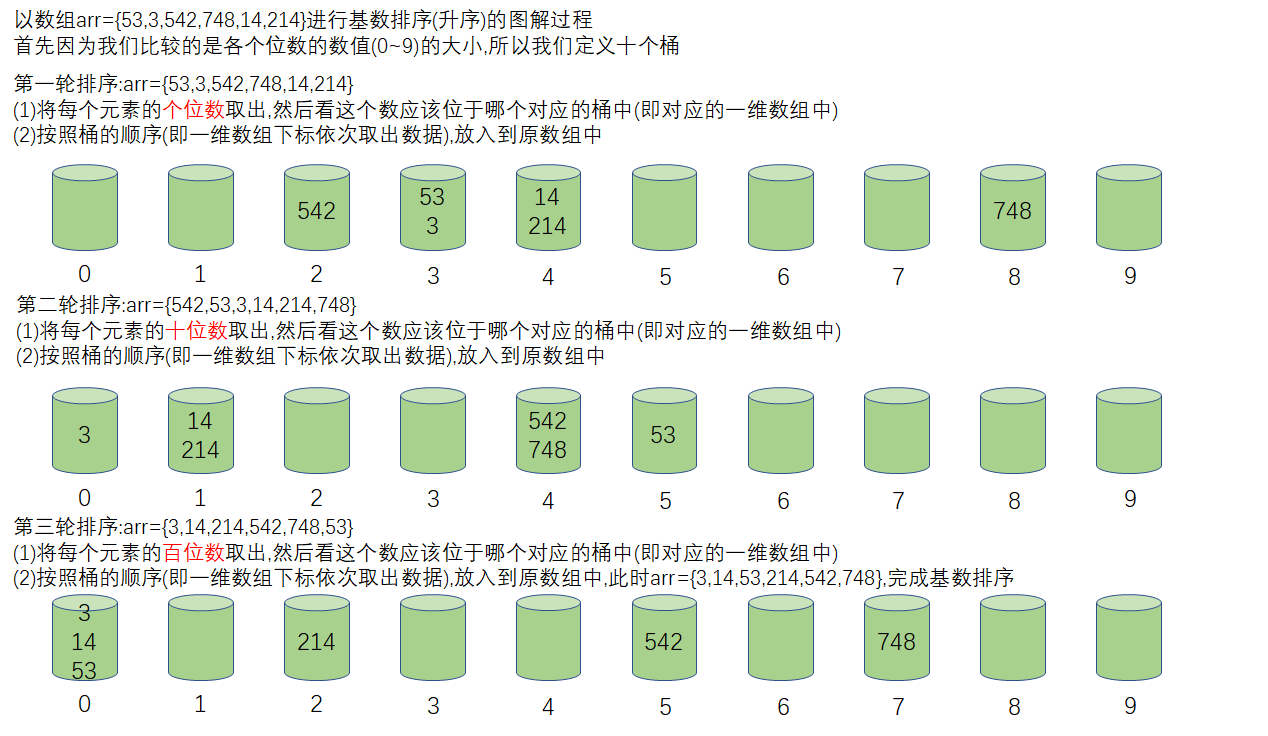 以数组arr={53,3,542,748,14,214}进行基数排序(升序)的图解过程
首先因为我们比较的是各个位数的数值(0~9)的大小,所以我们定义十个桶
第一轮排序:arr={53,3,542,748,14,214}
(1)将每个元素的个位数取出,然后看这个数应该位于哪个对应的桶中(即对应的一维数组中)
(2)按照桶的顺序(即一维数组下标依次取出数据),放入到原数组中
542 53 14 748
3 214
0 1 2 3 4 5 6 7 8 9
第二轮排序:arr={542,53,3,14,214,748}
(1)将每个元素的十位数取出,然后看这个数应该位于哪个对应的桶中(即对应的一维数组中)
(2)按照桶的顺序(即一维数组下标依次取出数据),放入到原数组中
3 14 542 53
214 748
0 1 2 3 4 5 6 7 8 9
第三轮排序:arr={3,14,214,542,748,53}
(1)将每个元素的百位数取出,然后看这个数应该位于哪个对应的桶中(即对应的一维数组中)
(2)按照桶的顺序(即一维数组下标依次取出数据),放入到原数组中,此时arr={3,14,53,214,542,748},完成基数排序
3
14 214 542 748
53
0 1 2 3 4 5 6 7 8 9